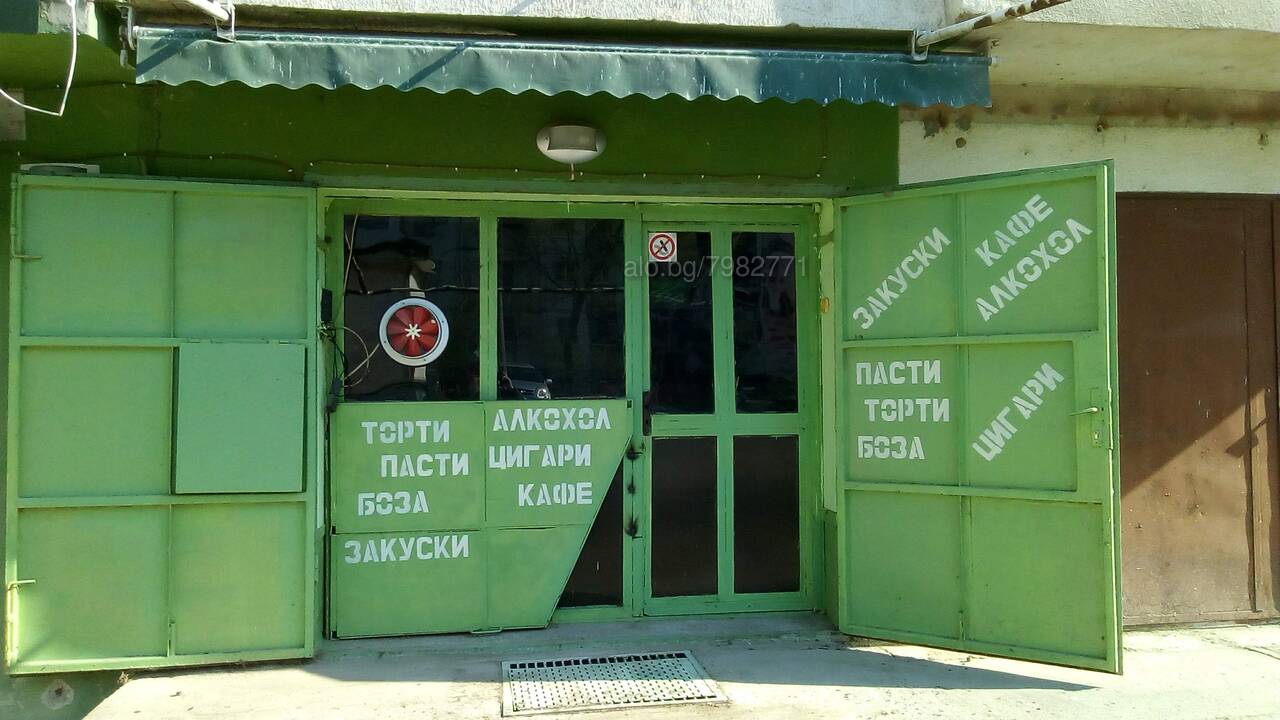 alo.bg/7982771
ТОРТИ
ПАСТИ
БОЗА
ЗАКУСКИ
АЛКОХОЛ
ЦИГАРИ
КАФЕ
ЗАКУСКИ
КАФЕ
АЛКОХОЛ
ПАСТИ
ТОРТИ
БОЗА
ЦИГАРИ